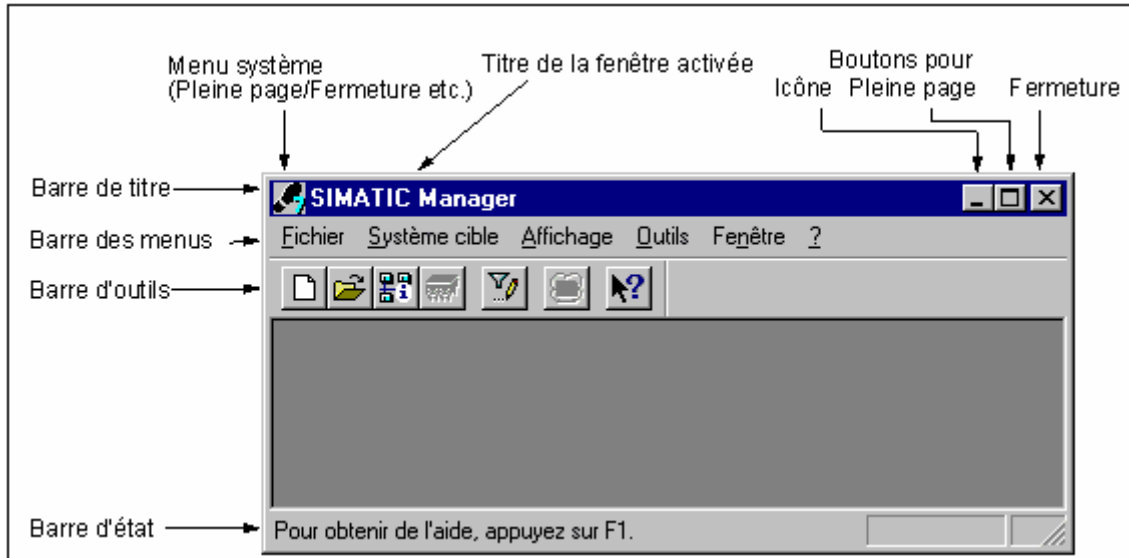 Menu système
(Pleine page/Fermeture etc.)
Titre de la fenêtre activée
Boutons pour
Icône Pleine page Fermeture
Barre de titre
SIMATIC Manager
Barre des menus
Fichier Système cible Affichage Outils Fenêtre ?
Barre d'outils
Barre d'état
Pour obtenir de l'aide, appuyez sur F1.